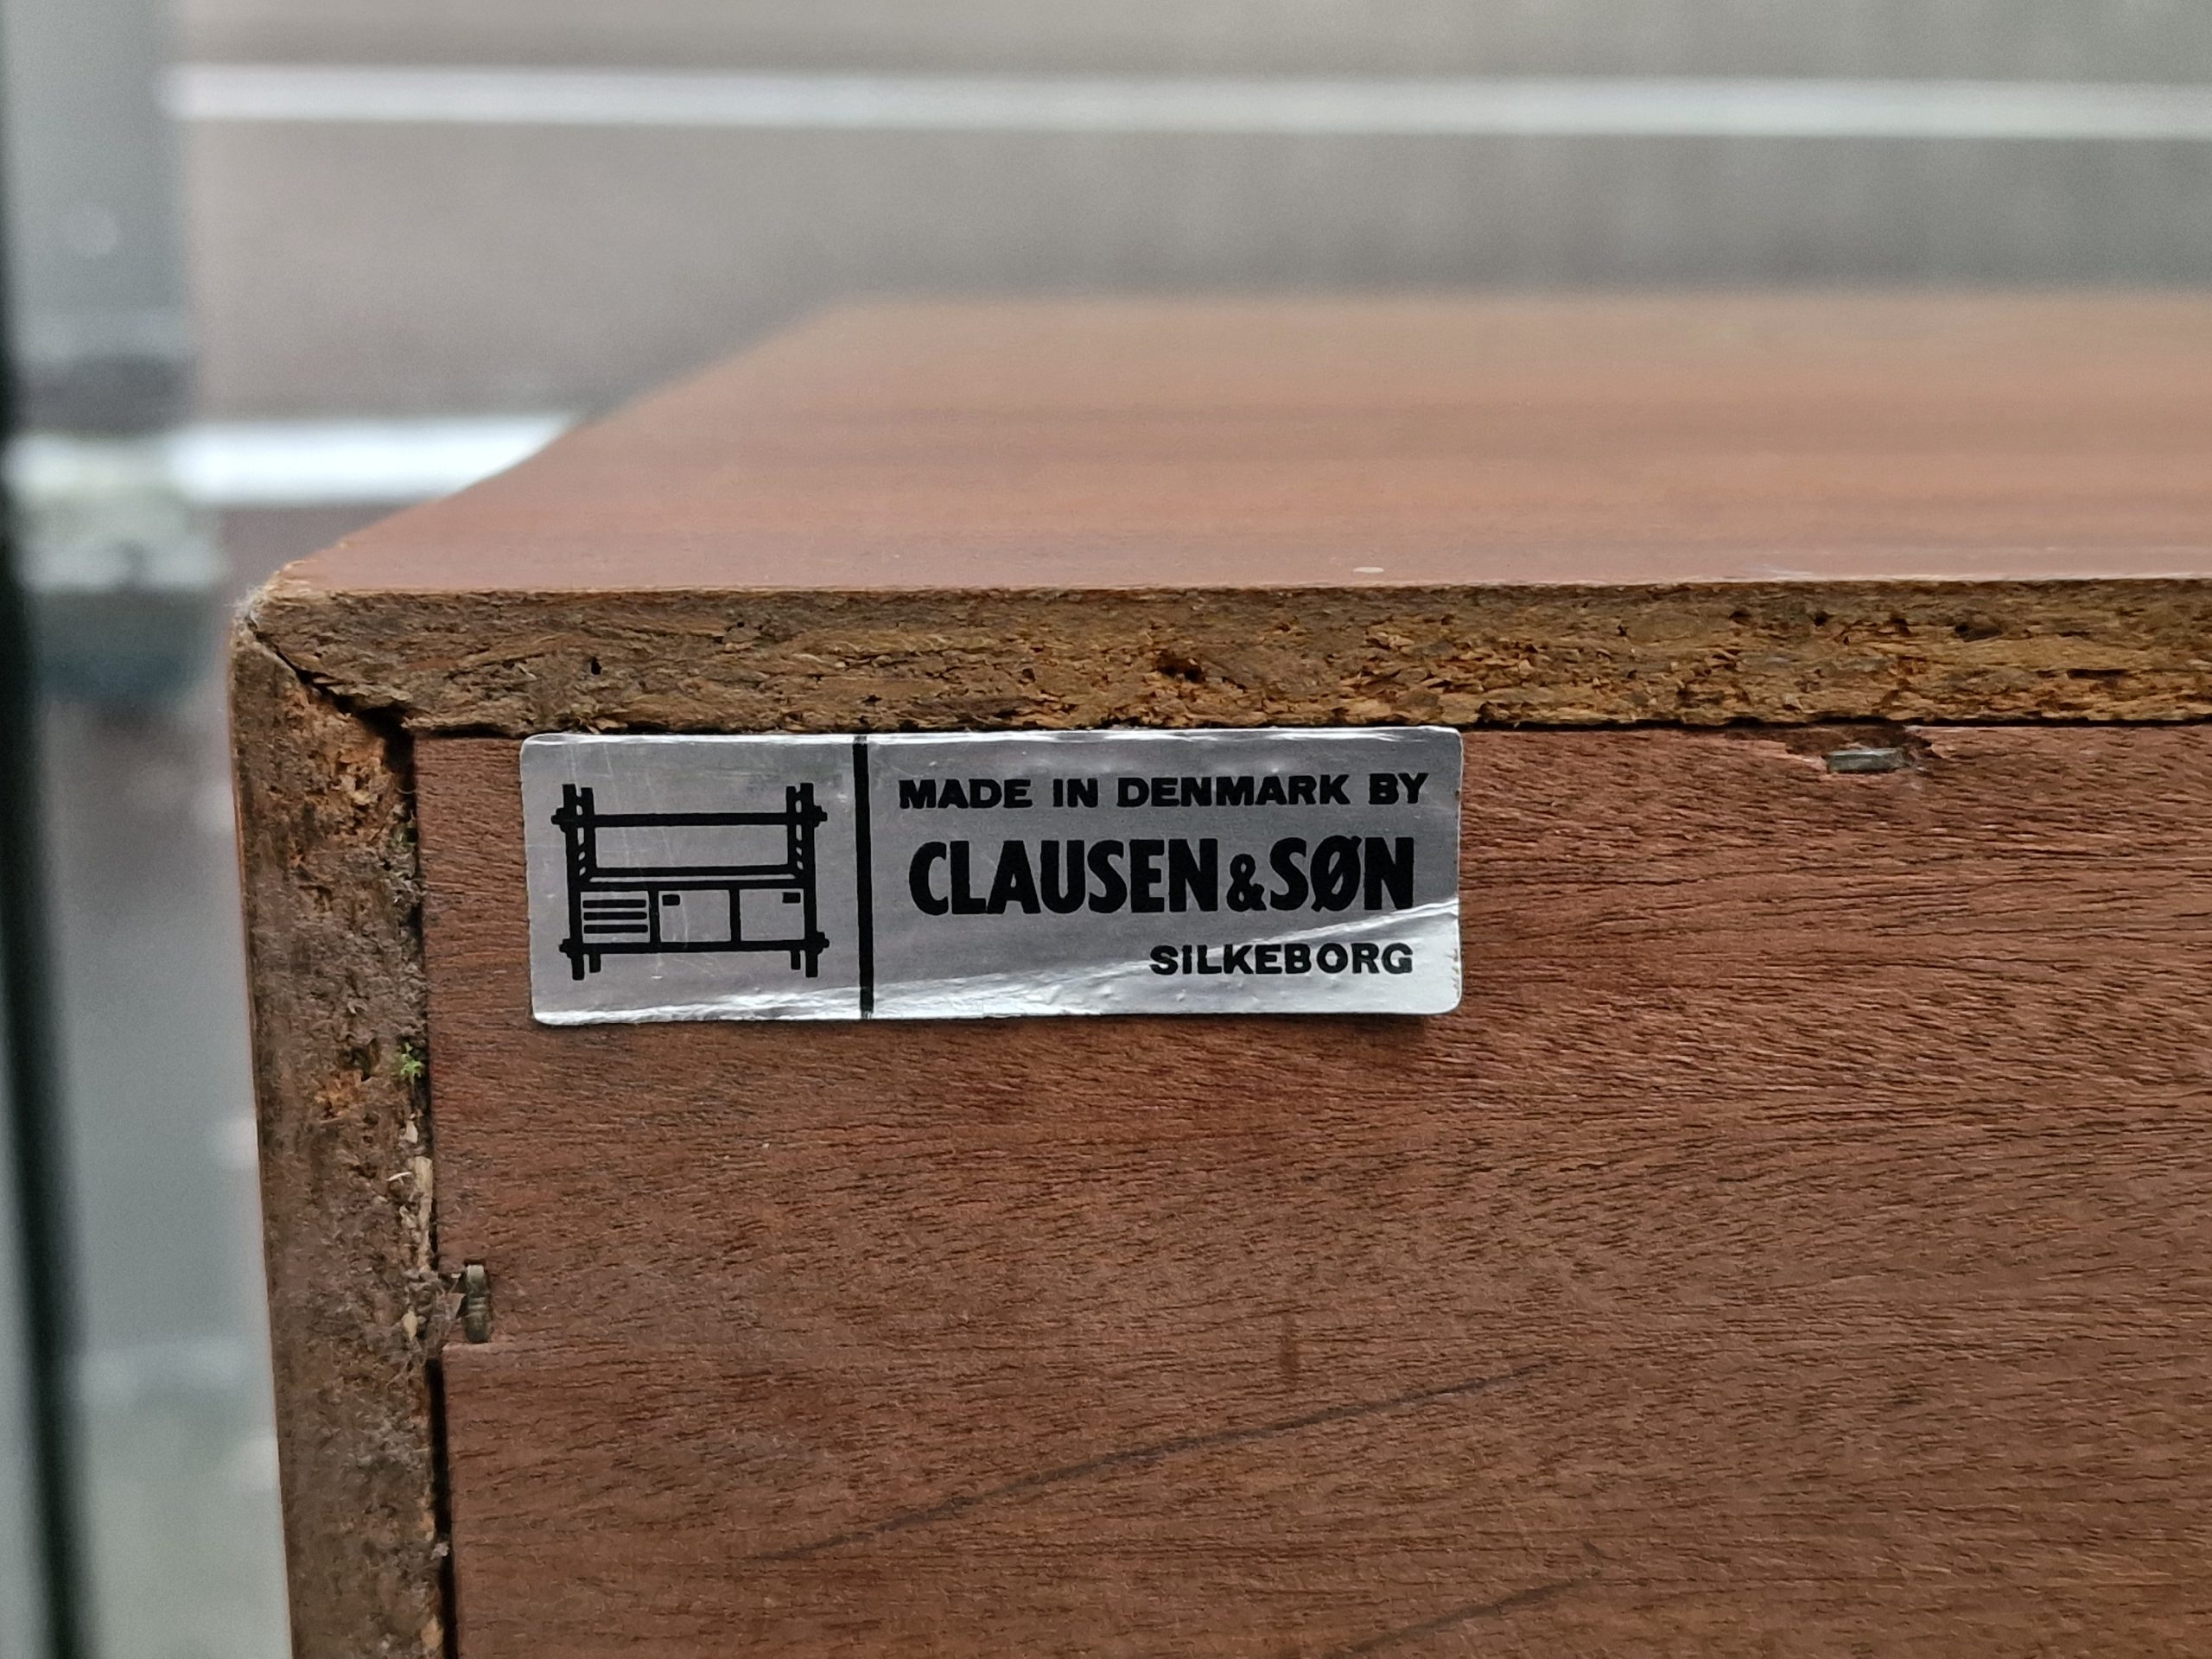 MADE IN DENMARK BY
CLAUSEN & SØN
SILKEBORG